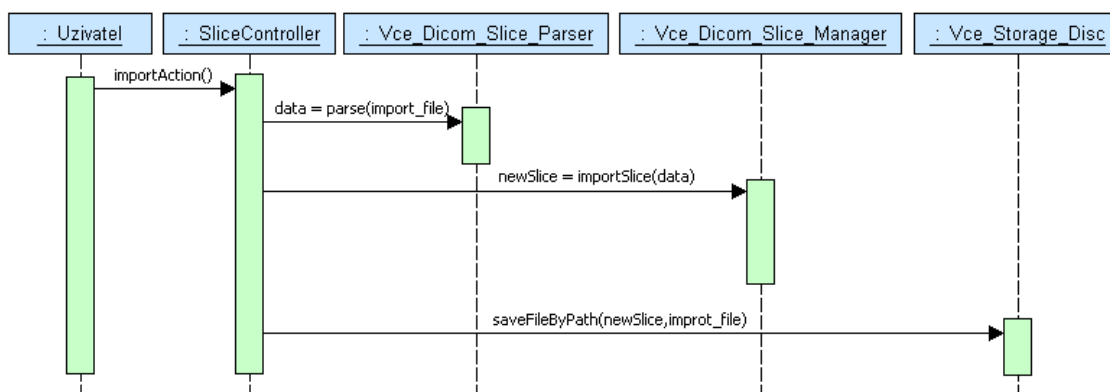 : Uzivatel
: SliceController
: Vce_Dicom_Slice_Parser
: Vce_Dicom_Slice_Manager
: Vce_Storage_Disc
importAction()
data = parse(import_file)
newSlice = importSlice(data)
saveFileByPath(newSlice,improt_file)